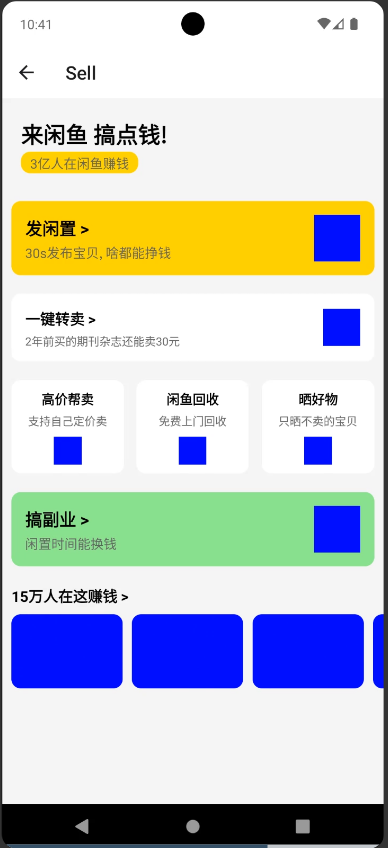 10:41
Sell
来闲鱼 搞点钱!
3亿人在闲鱼赚钱
发闲置 >
30s发布宝贝, 啥都能挣钱
一键转卖 >
2年前买的期刊杂志还能卖30元
高价帮卖
支持自己定价卖
闲鱼回收
免费上门回收
晒好物
只晒不卖的宝贝
搞副业 >
闲置时间能换钱
15万人在这赚钱 >